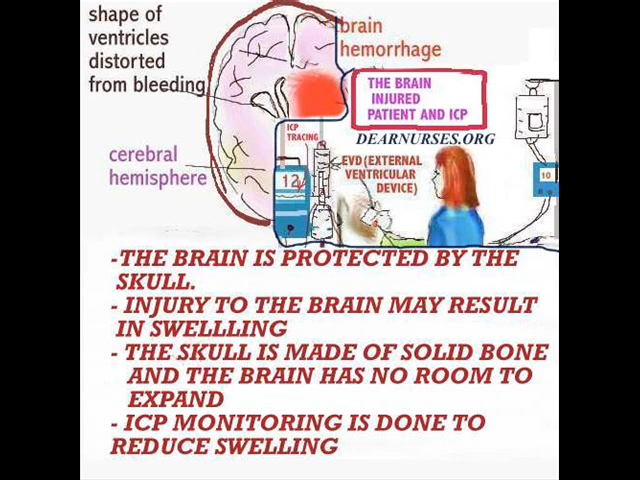 shape of
ventricles
distorted
from bleeding
brain
hemorrhage
THE BRAIN
INJURED
PATIENT AND ICP
DEARNURSES.ORG
ICP
TRACING
EVD (EXTERNAL
VENTRICULAR
DEVICE)
cerebral
hemisphere
12
10
-THE BRAIN IS PROTECTED BY THE
SKULL.
- INJURY TO THE BRAIN MAY RESULT
IN SWELLLING
- THE SKULL IS MADE OF SOLID BONE
AND THE BRAIN HAS NO ROOM TO
EXPAND
- ICP MONITORING IS DONE TO
REDUCE SWELLING